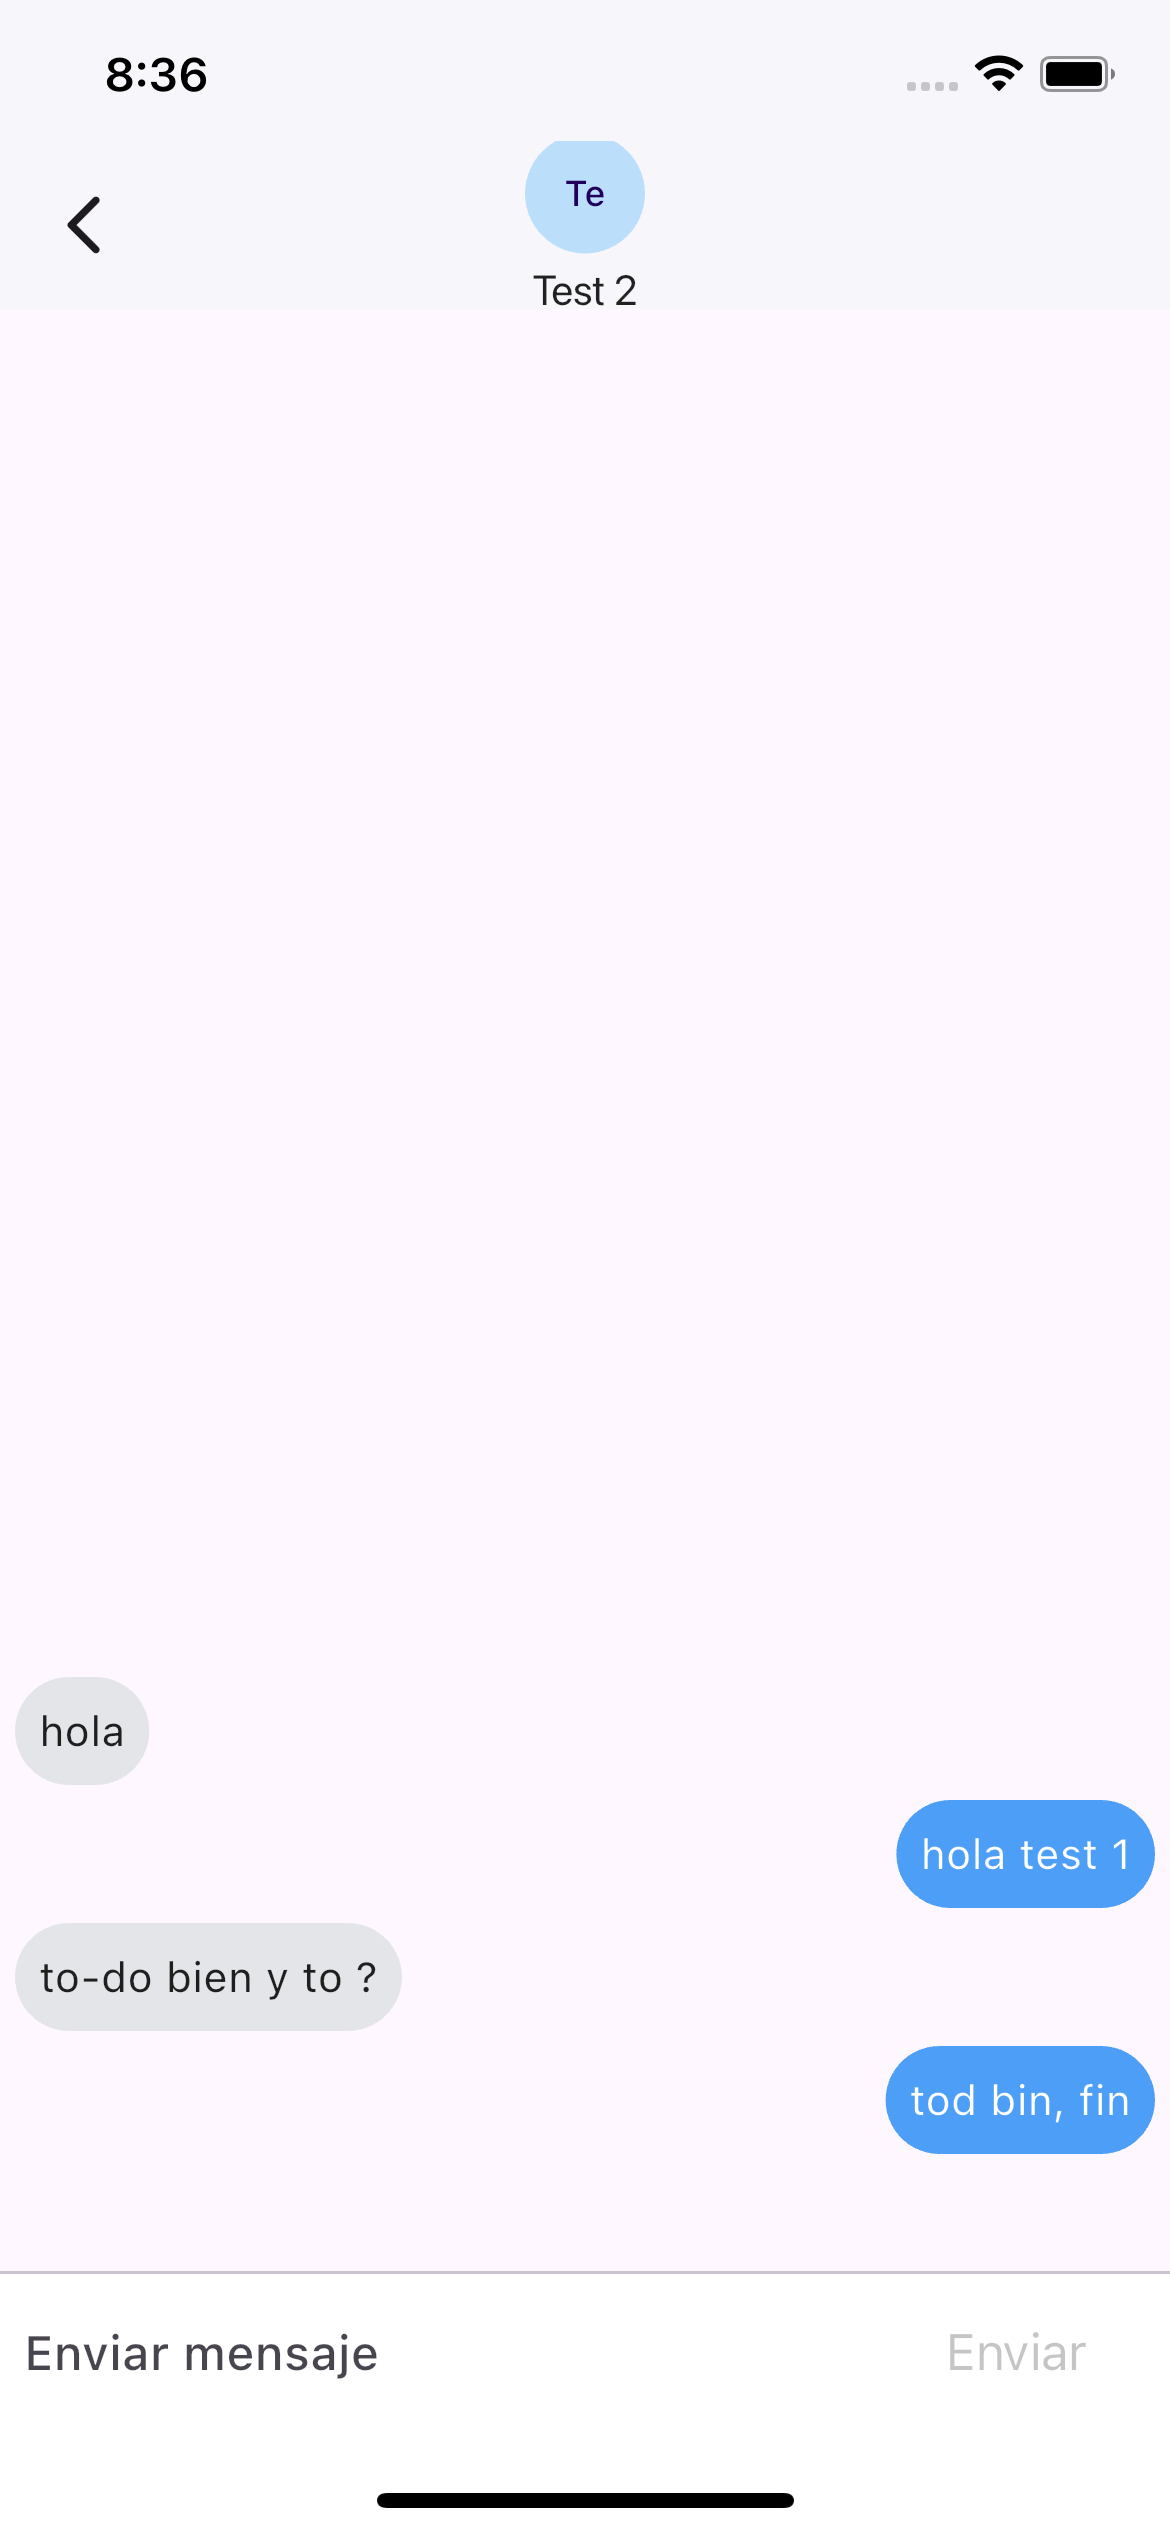 8:36
Te
Test 2
hola
hola test 1
to-do bien y to ?
tod bin, fin
Enviar mensaje
Enviar